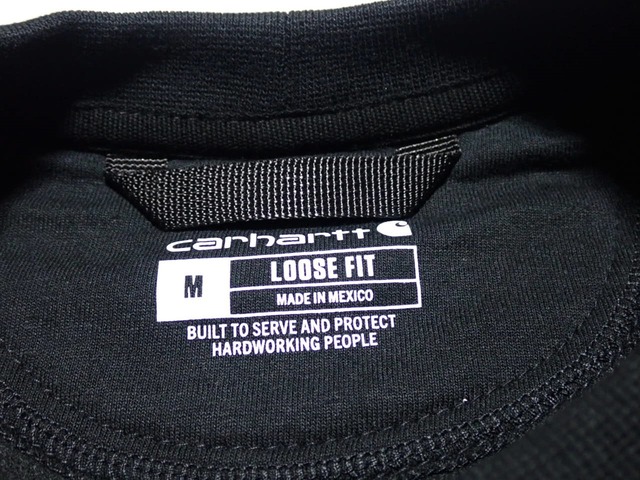 carhartt
M
LOOSE FIT
MADE IN MEXICO
BUILT TO SERVE AND PROTECT
HARDWORKING PEOPLE